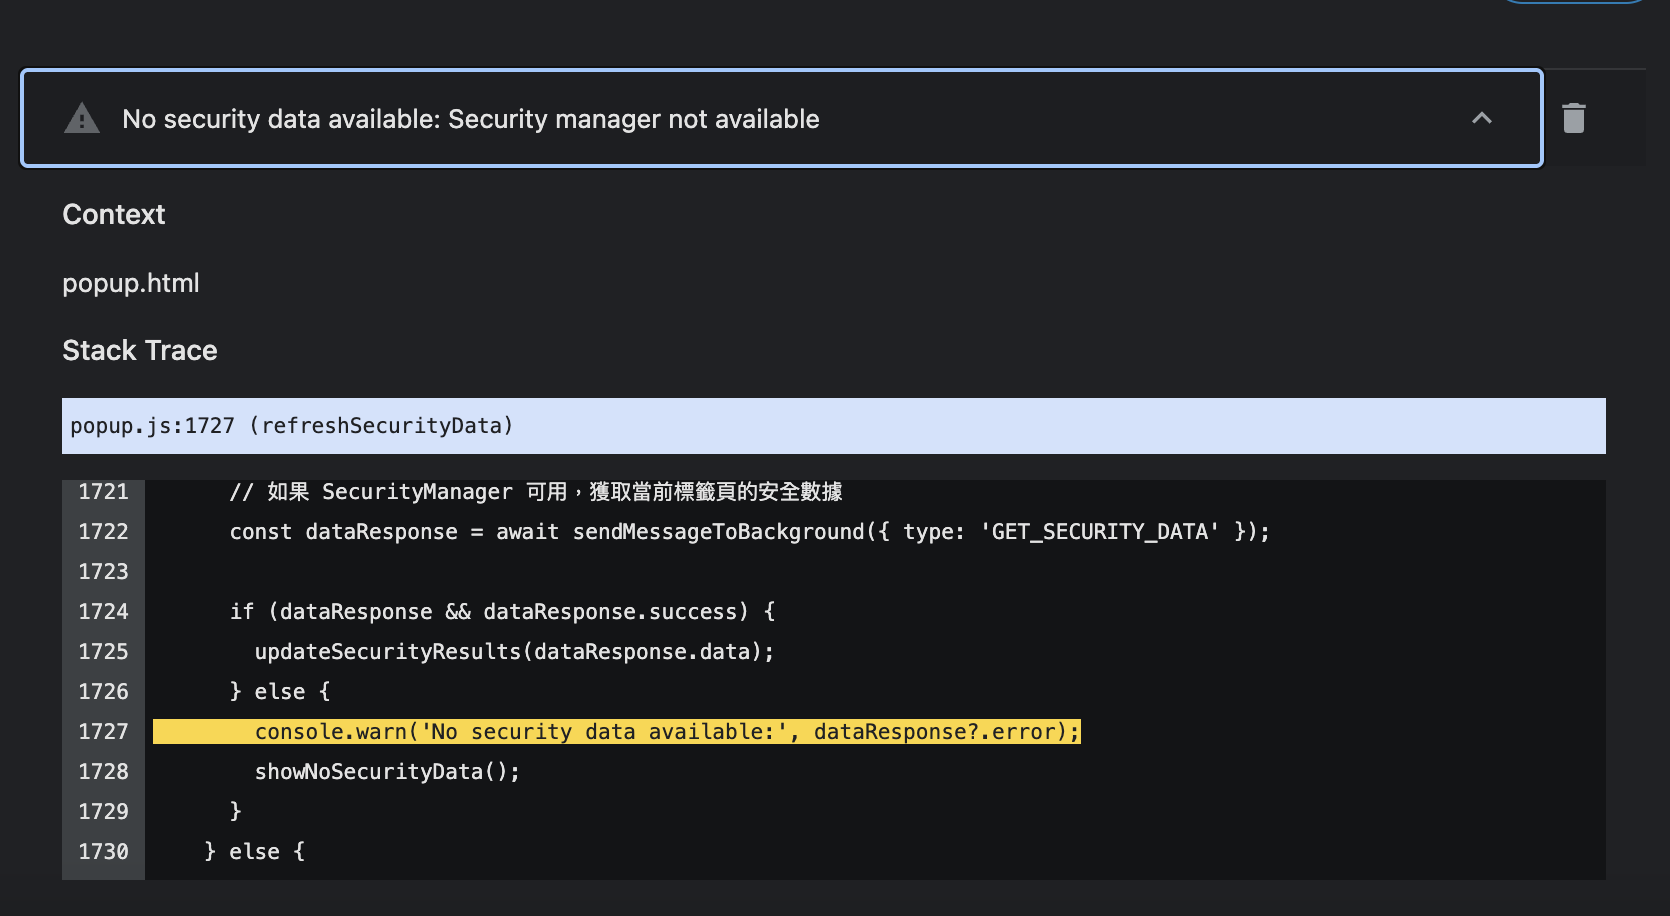 No security data available: Security manager not available
Context
popup.html
Stack Trace
popup.js:1727 (refreshSecurityData)
1721 // 如果 SecurityManager 可用，獲取當前標籤頁的安全數據
1722 const dataResponse = await sendMessageToBackground({ type: 'GET_SECURITY_DATA' });
1723
1724 if (dataResponse && dataResponse.success) {
1725 updateSecurityResults(dataResponse.data);
1726 } else {
1727 console.warn('No security data available:', dataResponse?.error);
1728 showNoSecurityData();
1729 }
1730 } else {